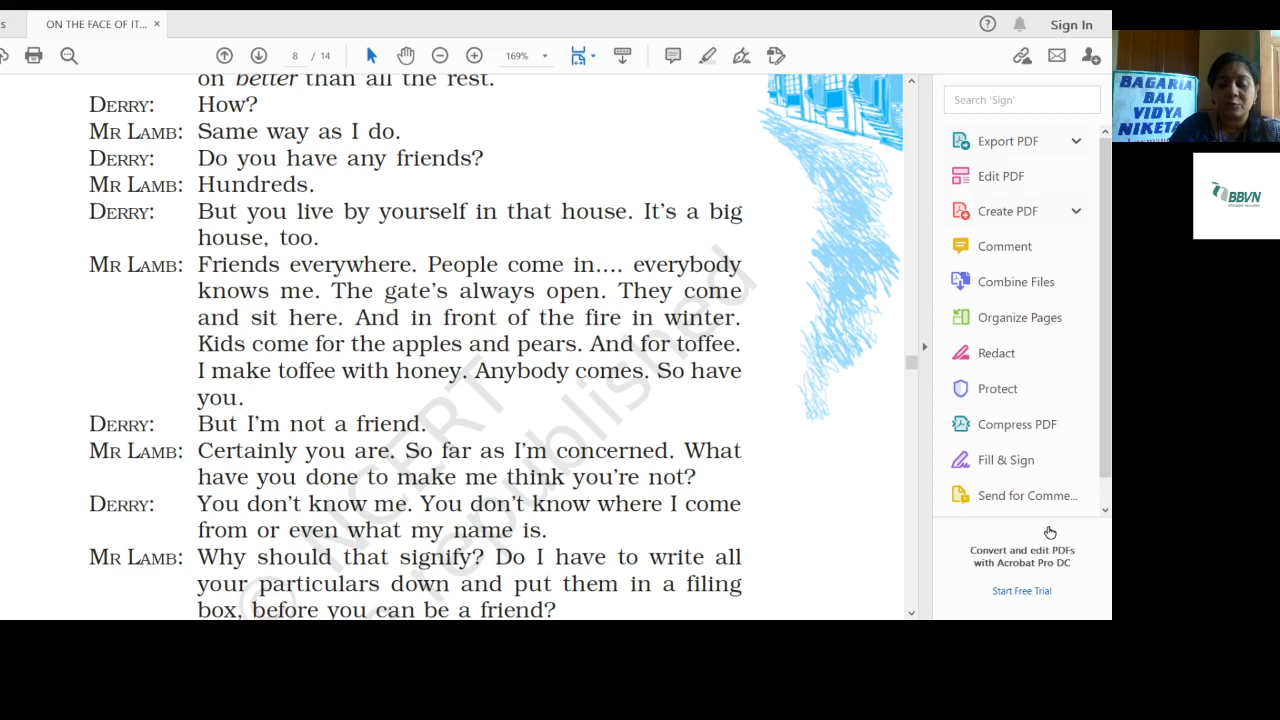 s
ON THE FACE OF IT... ×
Sign In
8 / 14
169%
on better than all the rest.
DERRY: How?
MR LAMB: Same way as I do.
DERRY: Do you have any friends?
MR LAMB: Hundreds.
DERRY: But you live by yourself in that house. It's a big
house, too.
MR LAMB: Friends everywhere. People come in.... everybody
knows me. The gate's always open. They come
and sit here. And in front of the fire in winter.
Kids come for the apples and pears. And for toffee.
I make toffee with honey. Anybody comes. So have
you.
DERRY: But I'm not a friend.
MR LAMB: Certainly you are. So far as I'm concerned. What
have you done to make me think you're not?
DERRY: You don't know me. You don't know where I come
from or even what my name is.
MR LAMB: Why should that signify? Do I have to write all
your particulars down and put them in a filing
box, before you can be a friend?
© NCERT
republished
Search 'Sign'
Export PDF
Edit PDF
Create PDF
Comment
Combine Files
Organize Pages
Redact
Protect
Compress PDF
Fill & Sign
Send for Comme...
Convert and edit PDFs
with Acrobat Pro DC
Start Free Trial
BAGARIA
BAL
VIDYA
NIKETA
BBVN